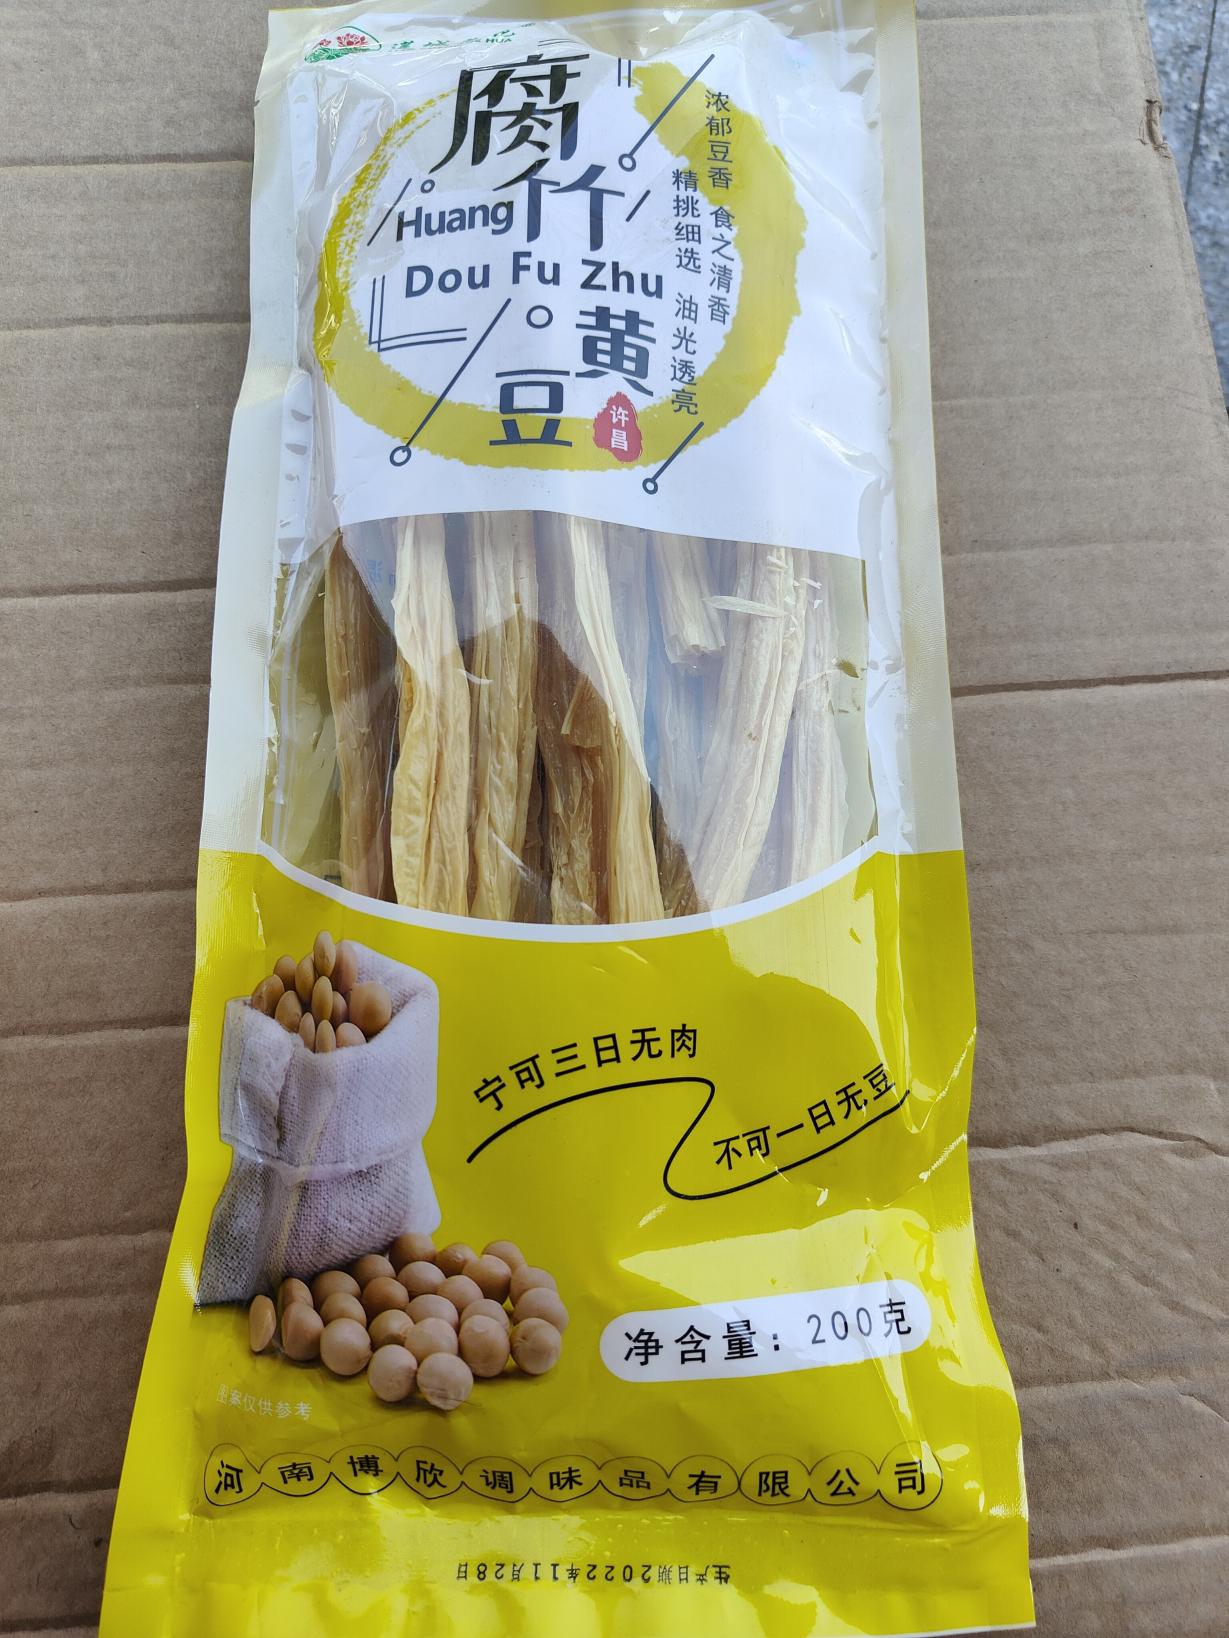 HUA
腐竹
Huang
Dou Fu Zhu
黄豆
许昌
浓郁豆香 食之清香
精挑细选 油光透亮
宁可三日无肉
不可一日无豆
净含量: 200克
图案仅供参考
河南博欣调味品有限公司
生产日期2022年11月28日